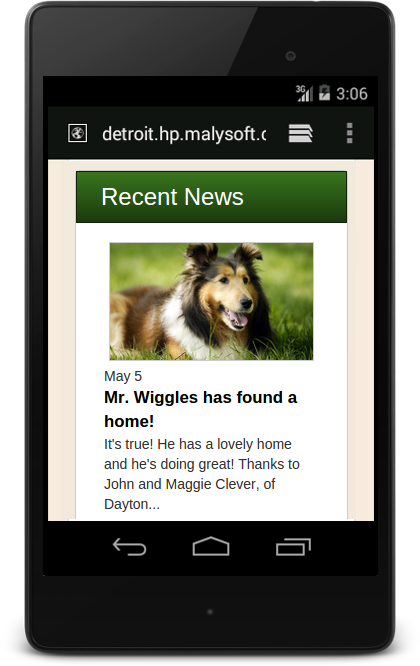 3G 3:06
detroit.hp.malysoft.c
Recent News
May 5
Mr. Wiggles has found a
home!
It's true! He has a lovely home
and he's doing great! Thanks to
John and Maggie Clever, of
Dayton...